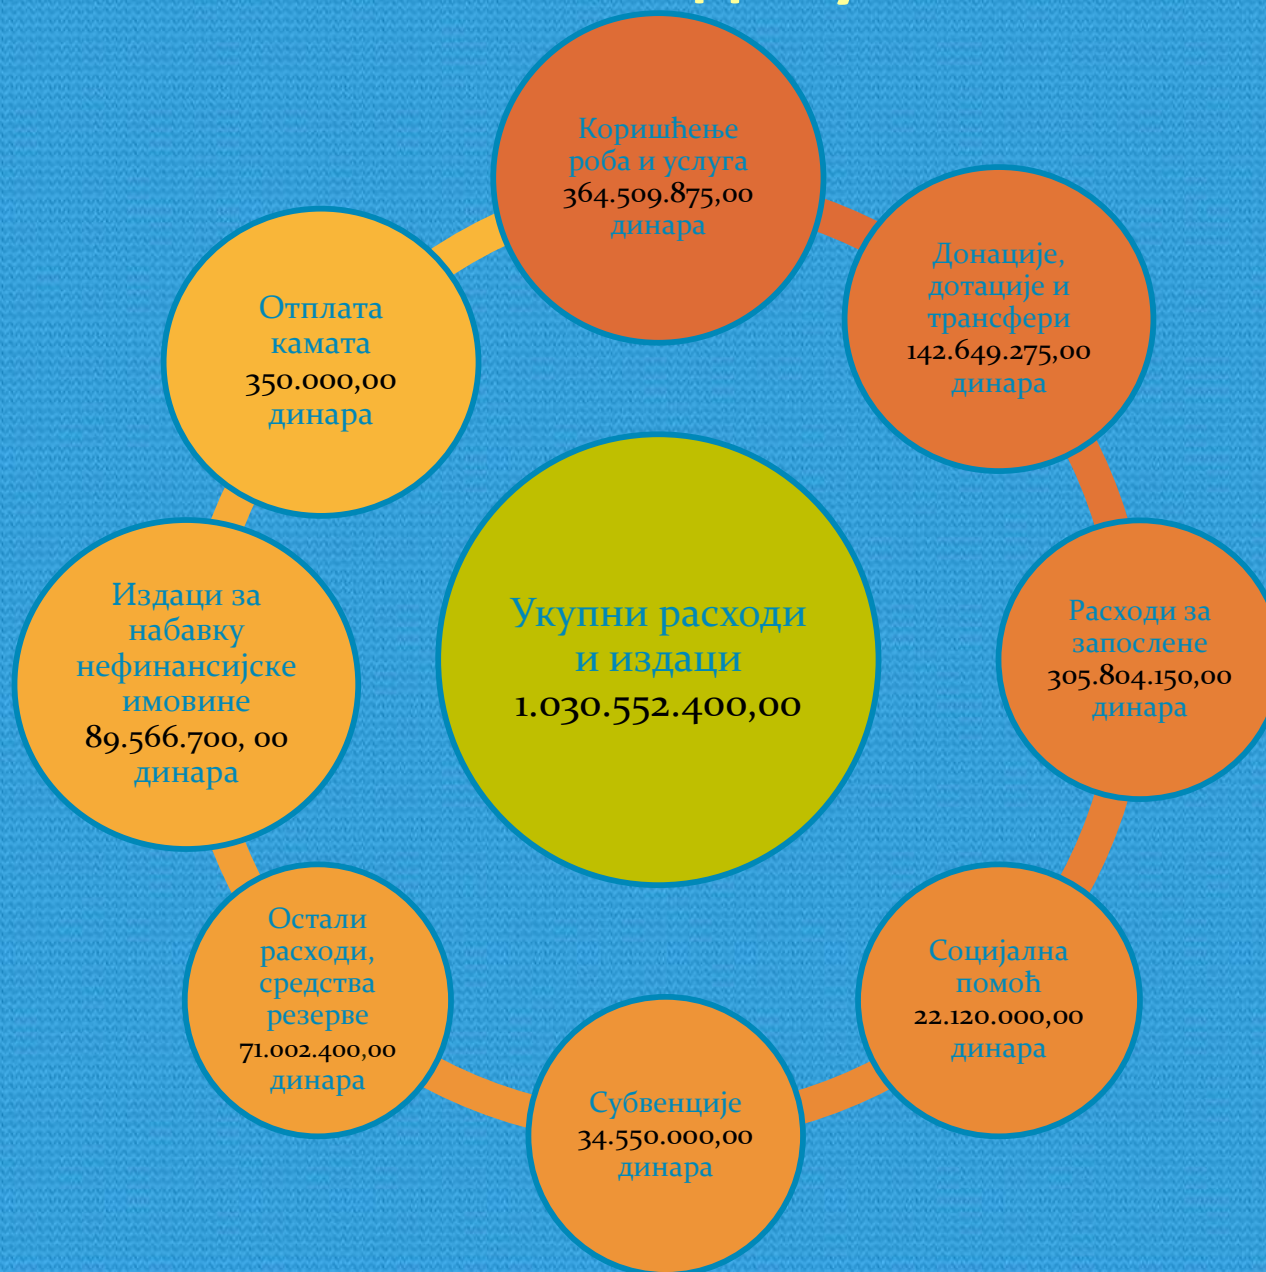 Коришћење
роба и услуга
364.509.875,00
динара
Донације,
дотације и
трансфери
142.649.275,00
динара
Расходи за
запослене
305.804.150,00
динара
Социјална
помоћ
22.120.000,00
динара
Субвенције
34.550.000,00
динара
Остали
расходи,
средства
резерве
71.002.400,00
динара
Издаци за
набавку
нефинансијске
имовине
89.566.700, 00
динара
Отплата
камата
350.000,00
динара
Укупни расходи
и издаци
1.030.552.400,00